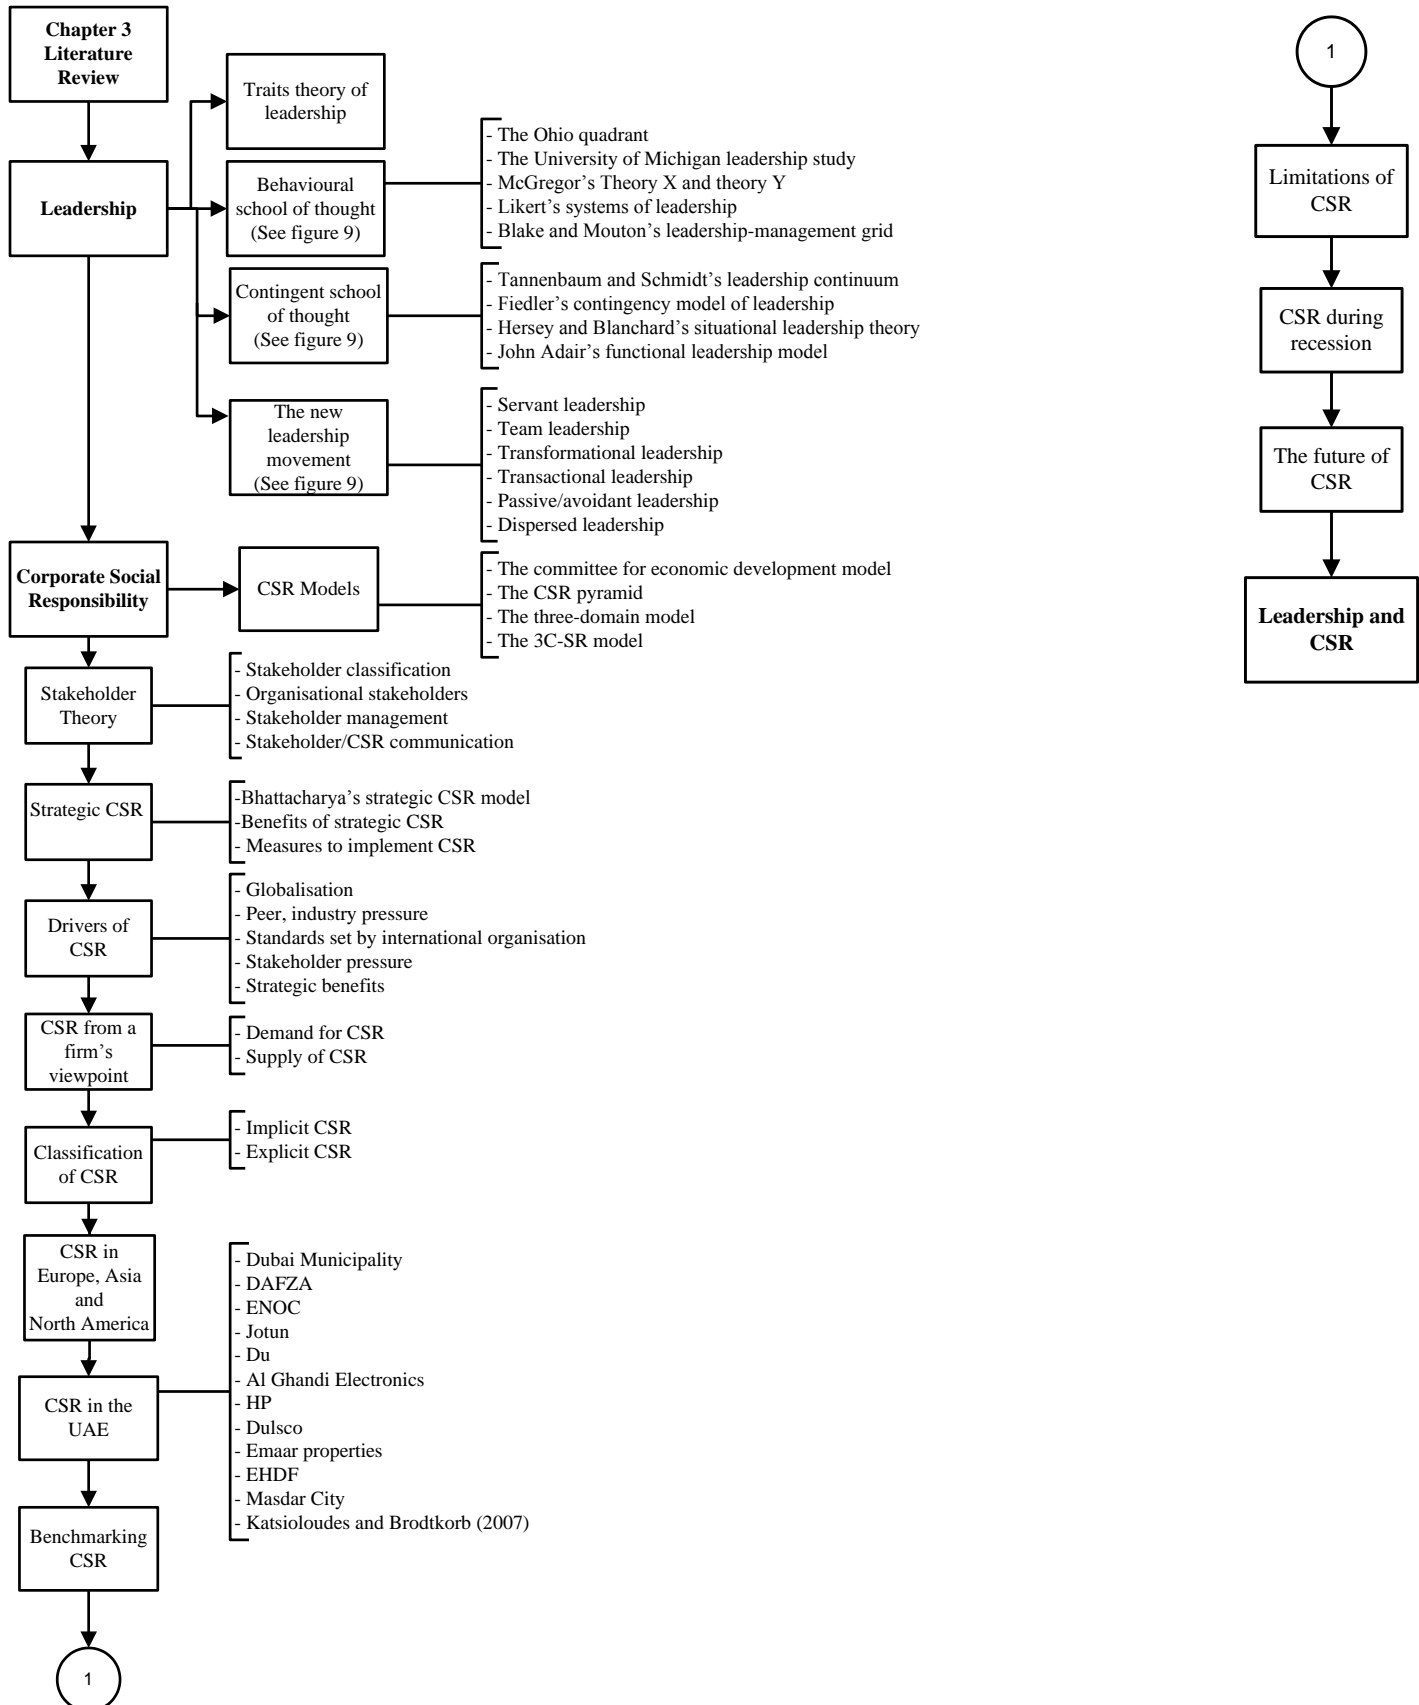 Chapter 3
Literature
Review
Leadership
Traits theory of
leadership
Behavioural
school of thought
(See figure 9)
- The Ohio quadrant
- The University of Michigan leadership study
- McGregor’s Theory X and theory Y
- Likert’s systems of leadership
- Blake and Mouton’s leadership-management grid
Contingent school
of thought
(See figure 9)
- Tannenbaum and Schmidt’s leadership continuum
- Fiedler’s contingency model of leadership
- Hersey and Blanchard’s situational leadership theory
- John Adair’s functional leadership model
The new
leadership
movement
(See figure 9)
- Servant leadership
- Team leadership
- Transformational leadership
- Transactional leadership
- Passive/avoidant leadership
- Dispersed leadership
Corporate Social
Responsibility
CSR Models
- The committee for economic development model
- The CSR pyramid
- The three-domain model
- The 3C-SR model
Stakeholder
Theory
- Stakeholder classification
- Organisational stakeholders
- Stakeholder management
- Stakeholder/CSR communication
Strategic CSR
-Bhattacharya’s strategic CSR model
-Benefits of strategic CSR
- Measures to implement CSR
Drivers of
CSR
- Globalisation
- Peer, industry pressure
- Standards set by international organisation
- Stakeholder pressure
- Strategic benefits
CSR from a
firm’s
viewpoint
- Demand for CSR
- Supply of CSR
Classification
of CSR
- Implicit CSR
- Explicit CSR
CSR in
Europe, Asia
and
North America
CSR in the
UAE
- Dubai Municipality
- DAFZA
- ENOC
- Jotun
- Du
- Al Ghandi Electronics
- HP
- Dulsco
- Emaar properties
- EHDF
- Masdar City
- Katsioloudes and Brodtkorb (2007)
Benchmarking
CSR
1
1
Limitations of
CSR
CSR during
recession
The future of
CSR
Leadership and
CSR